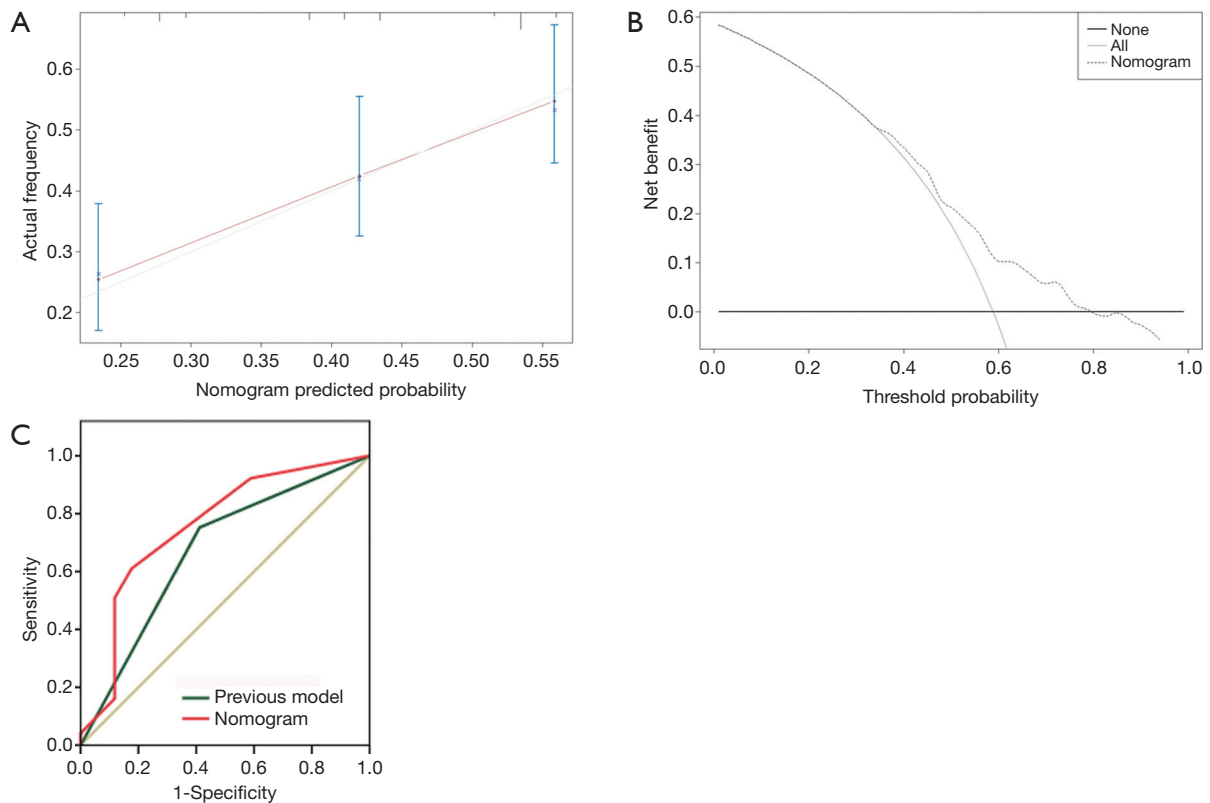 A
Actual frequency
0.6
0.5
0.4
0.3
0.2
0.25 0.30 0.35 0.40 0.45 0.50 0.55
Nomogram predicted probability
B
Net benefit
0.6
0.5
0.4
0.3
0.2
0.1
0.0
None
All
Nomogram
0.0 0.2 0.4 0.6 0.8 1.0
Threshold probability
C
Sensitivity
1.0
0.8
0.6
0.4
0.2
0.0
Previous model
Nomogram
0.0 0.2 0.4 0.6 0.8 1.0
1-Specificity